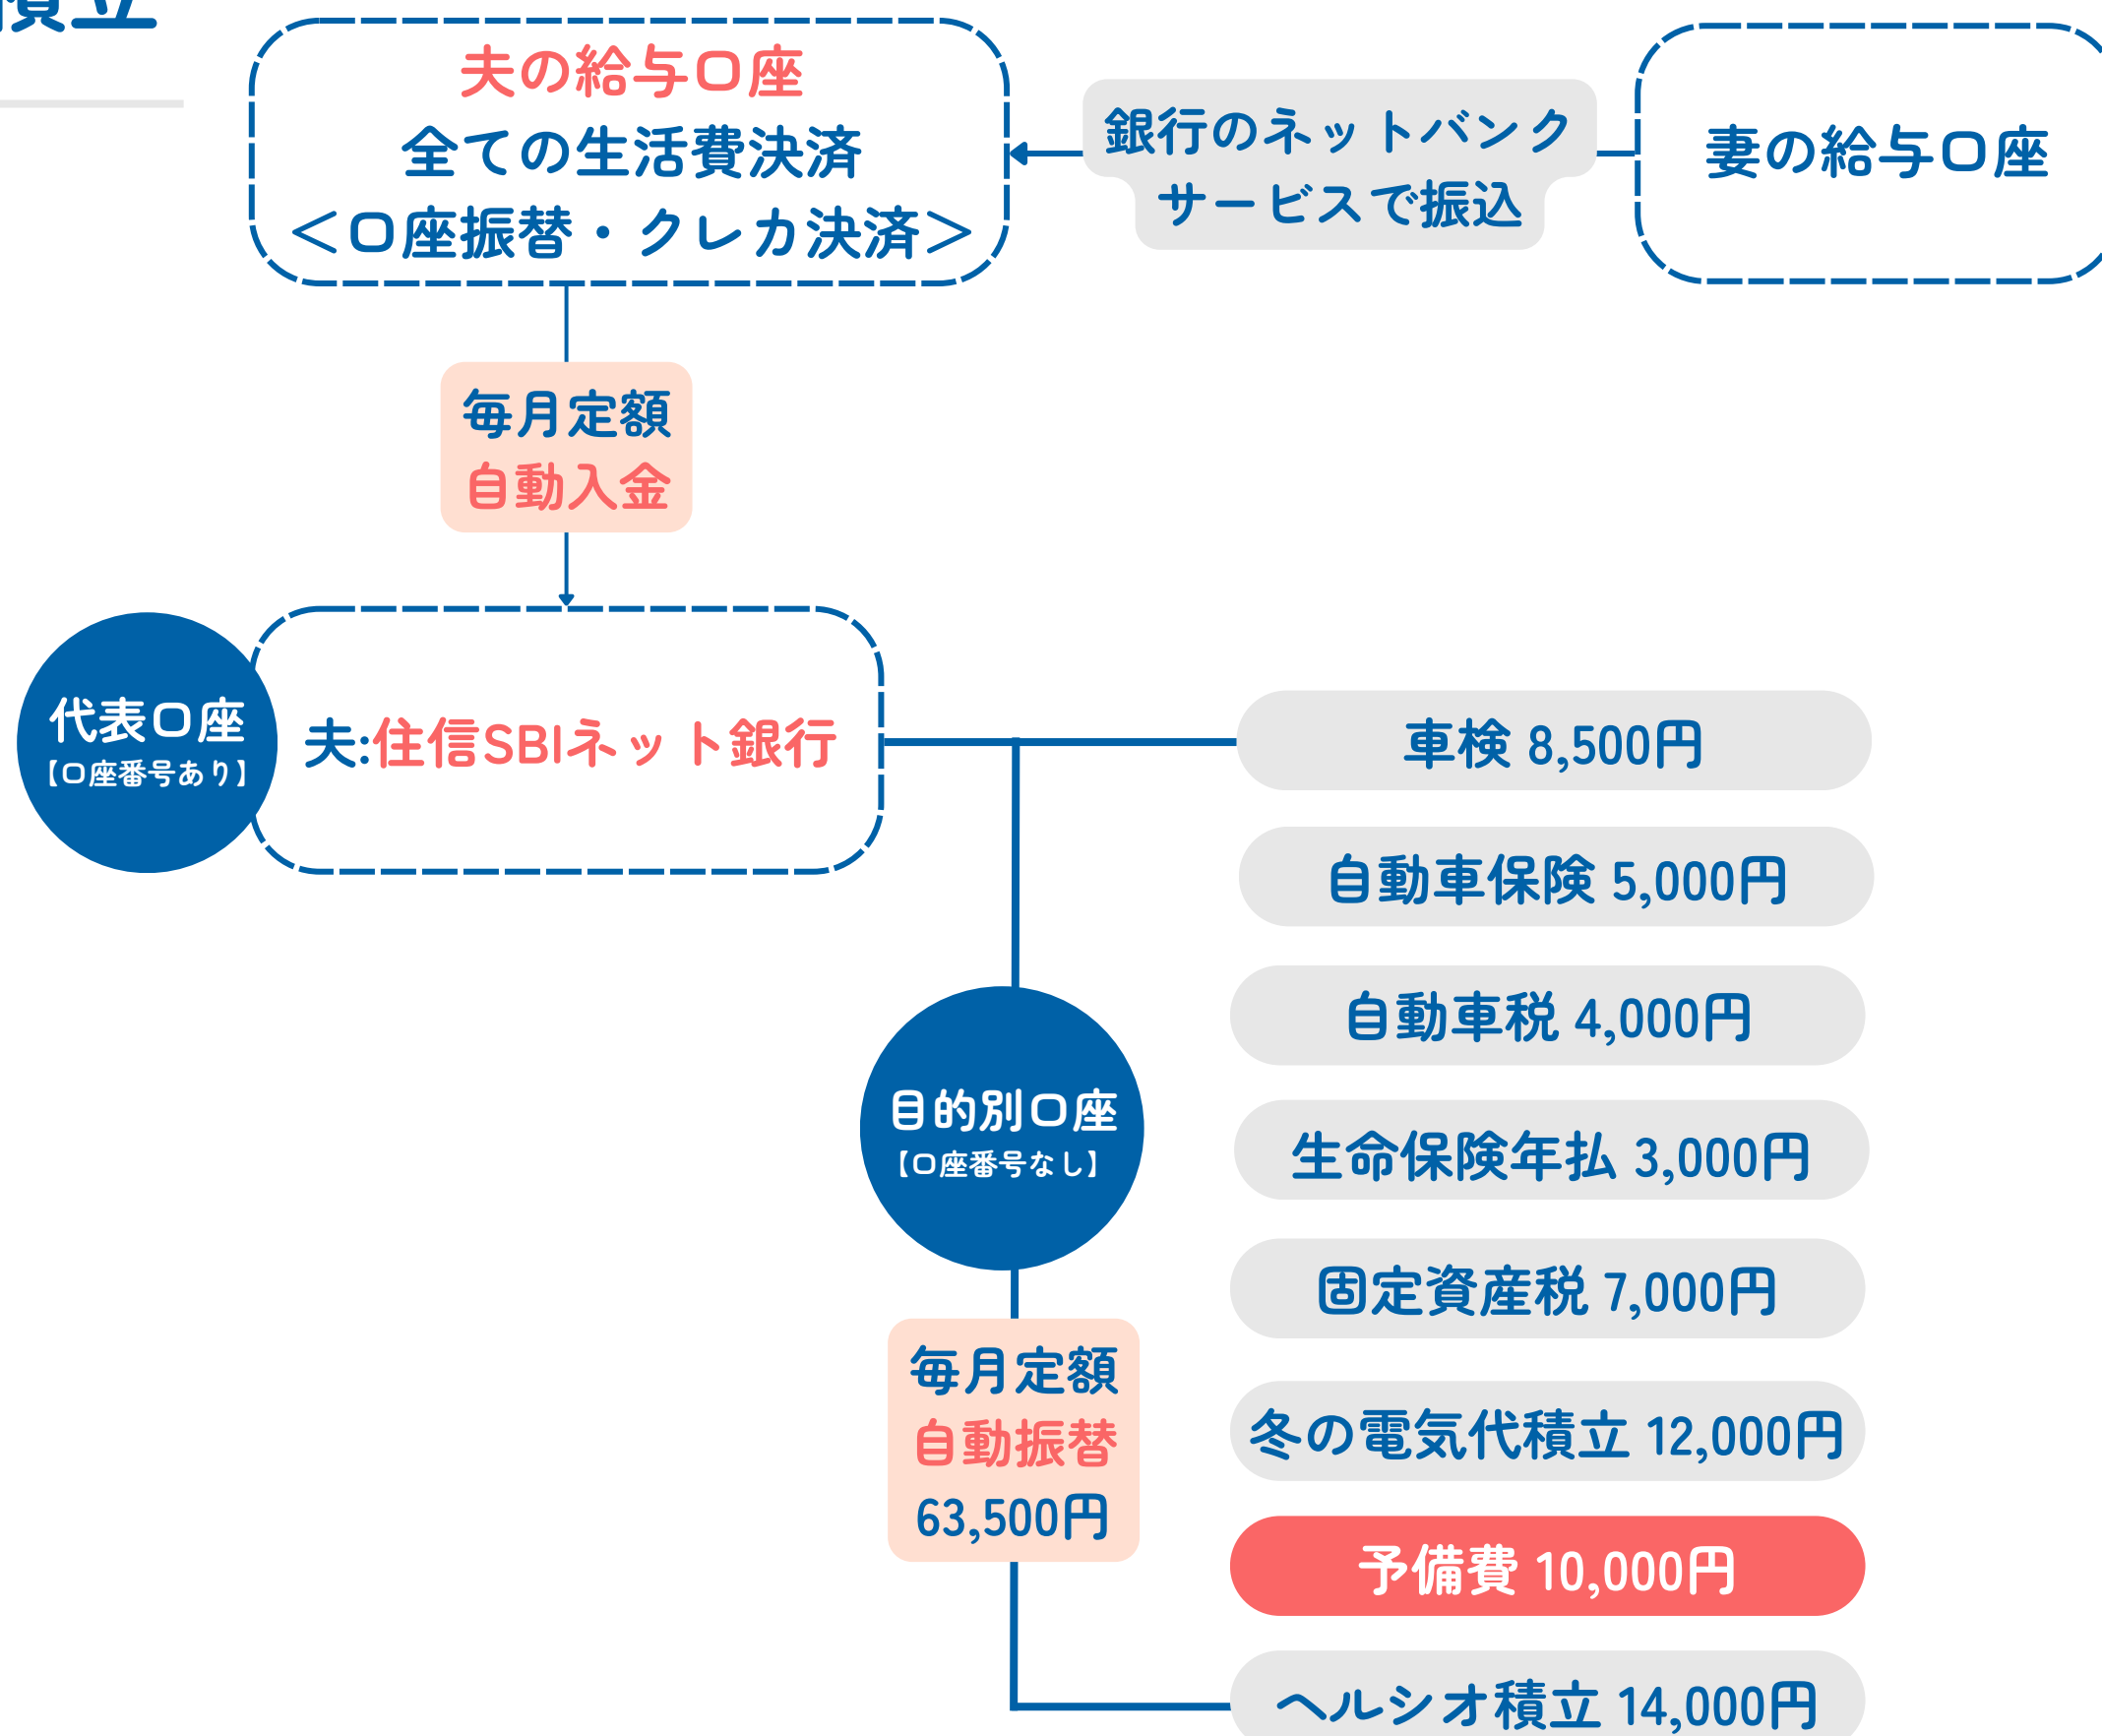 積立
夫の給与口座
全ての生活費決済
＜口座振替・クレカ決済＞
銀行のネットバンク
サービスで振込
妻の給与口座
毎月定額
自動入金
代表口座
【口座番号あり】
夫:住信SBIネット銀行
車検 8,500円
自動車保険 5,000円
自動車税 4,000円
目的別口座
【口座番号なし】
生命保険年払 3,000円
固定資産税 7,000円
毎月定額
自動振替
63,500円
冬の電気代積立 12,000円
予備費 10,000円
ヘルシオ積立 14,000円